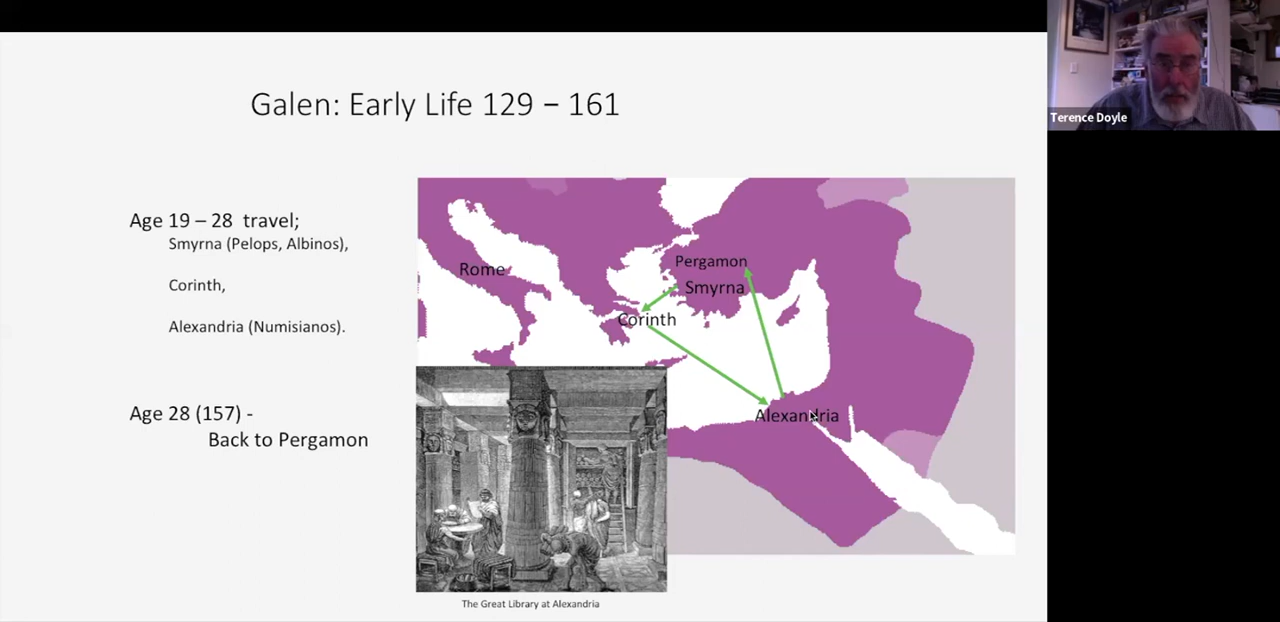 Galen: Early Life 129 – 161
Terence Doyle
Age 19 – 28 travel;
Smyrna (Pelops, Albinos),
Corinth,
Alexandria (Numisianos).
Age 28 (157) -
Back to Pergamon
Rome
Pergamon
Smyrna
Corinth
Alexandria
The Great Library at Alexandria